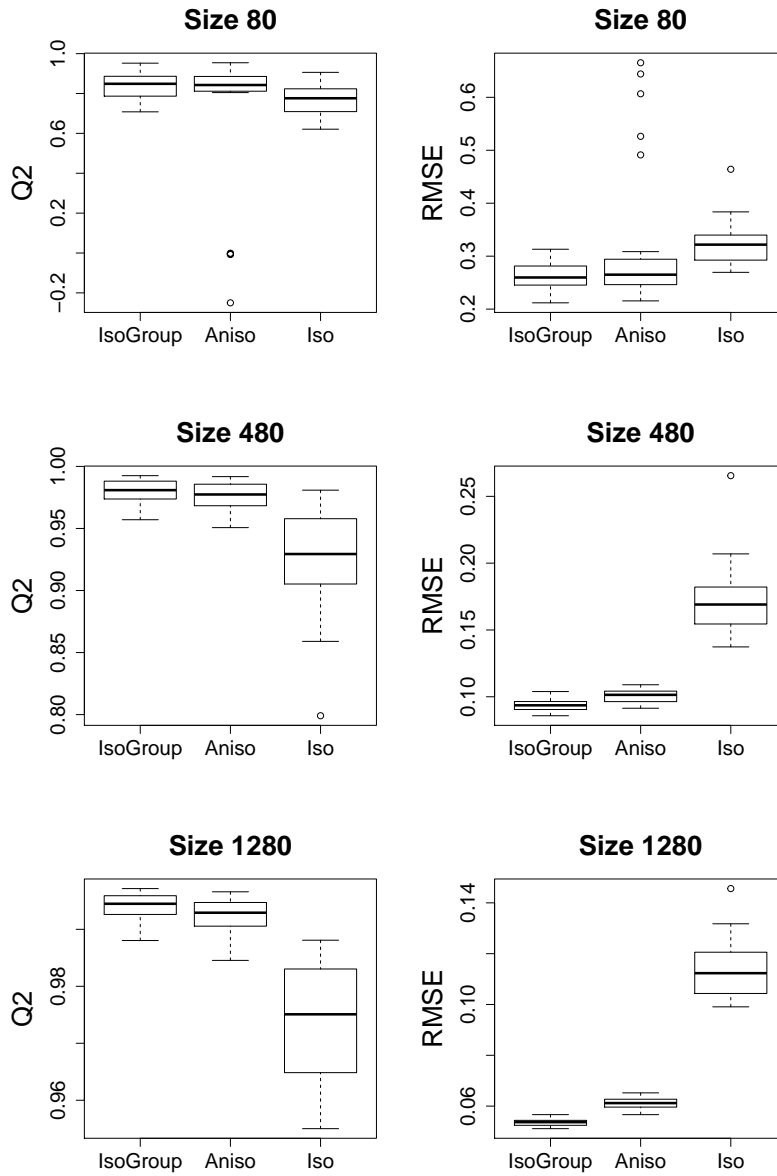 Size 80
Q2
1.0
0.6
0.2
−0.2
IsoGroup Aniso Iso
Size 80
RMSE
0.6
0.5
0.4
0.3
0.2
IsoGroup Aniso Iso
Size 480
Q2
1.00
0.95
0.90
0.85
0.80
IsoGroup Aniso Iso
Size 480
RMSE
0.25
0.20
0.15
0.10
IsoGroup Aniso Iso
Size 1280
Q2
0.98
0.96
IsoGroup Aniso Iso
Size 1280
RMSE
0.14
0.10
0.06
IsoGroup Aniso Iso